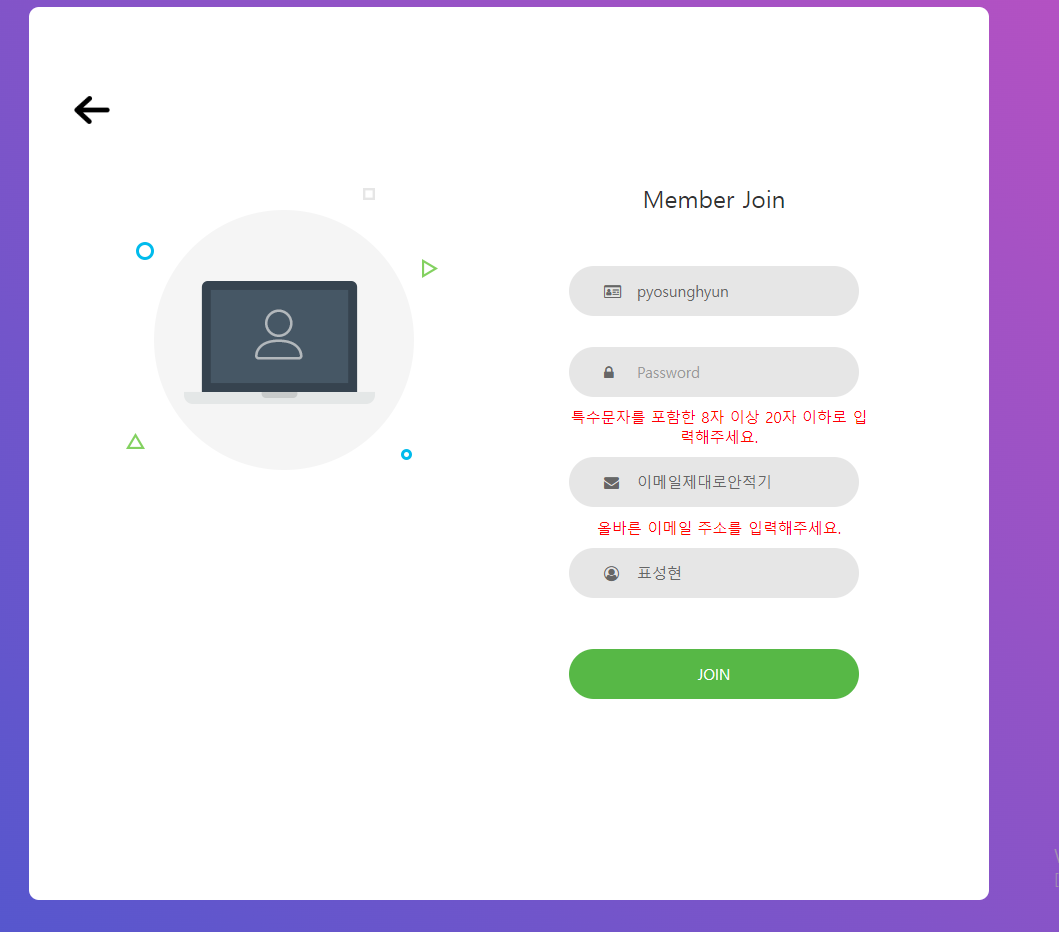 Member Join
pyosunghyun
Password
특수문자를 포함한 8자 이상 20자 이하로 입
력해주세요.
이메일제대로안적기
올바른 이메일 주소를 입력해주세요.
표성현
JOIN